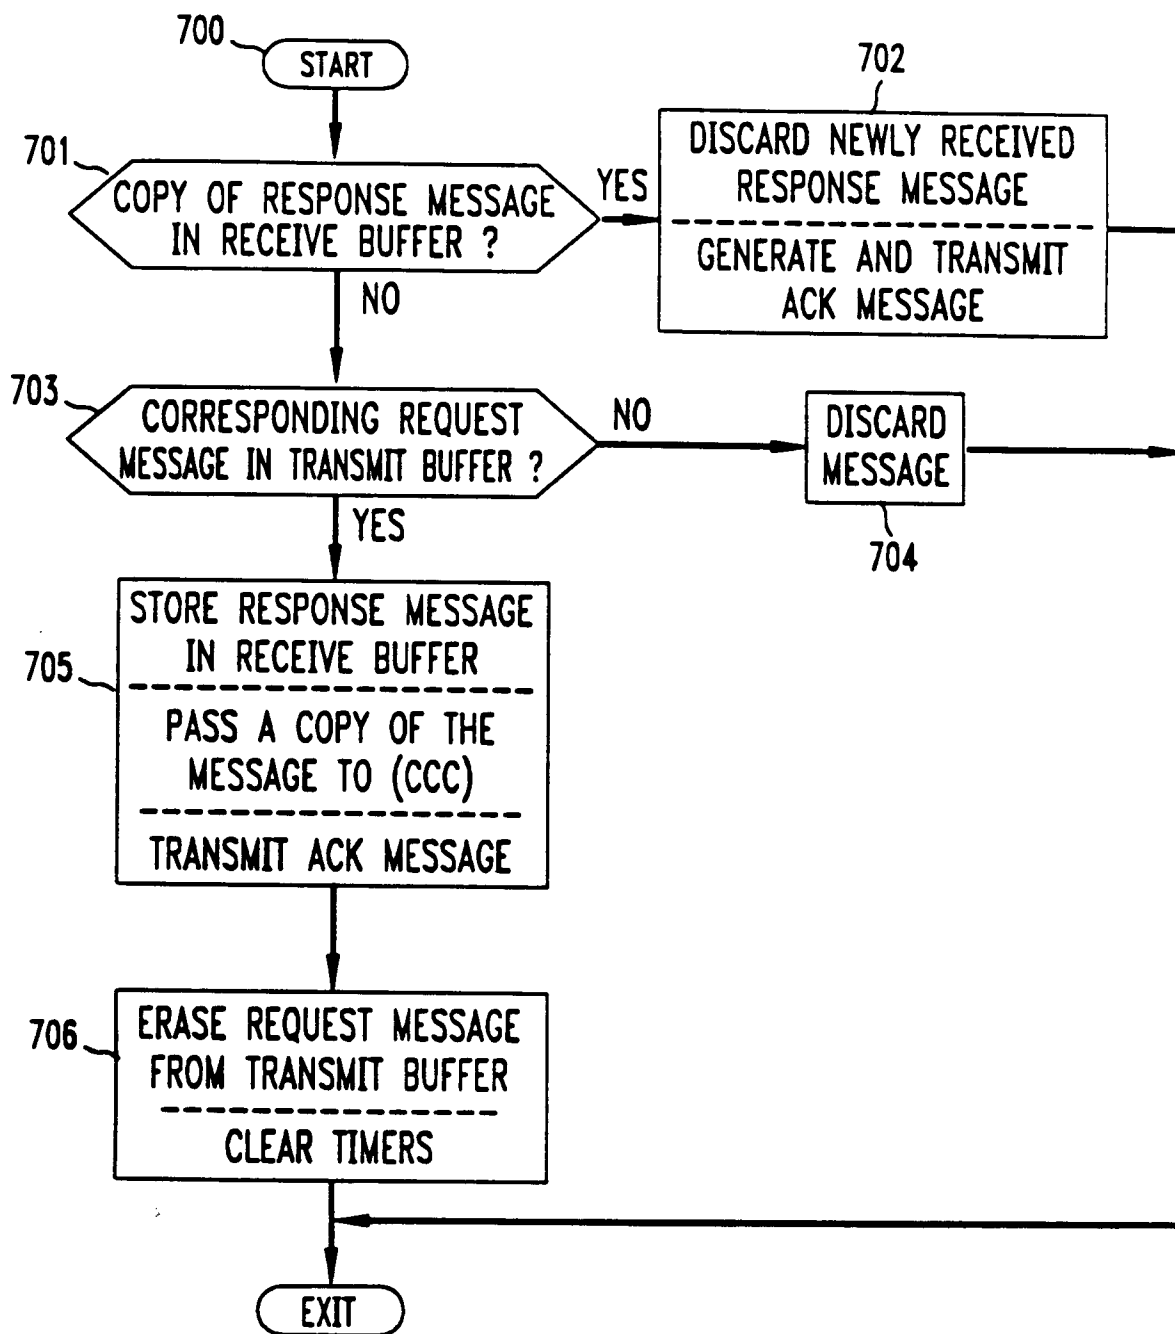 700
START
702
DISCARD NEWLY RECEIVED
RESPONSE MESSAGE
GENERATE AND TRANSMIT
ACK MESSAGE
701
COPY OF RESPONSE MESSAGE
IN RECEIVE BUFFER ?
YES
NO
703
CORRESPONDING REQUEST
MESSAGE IN TRANSMIT BUFFER ?
NO
DISCARD
MESSAGE
704
YES
705
STORE RESPONSE MESSAGE
IN RECEIVE BUFFER
PASS A COPY OF THE
MESSAGE TO (CCC)
TRANSMIT ACK MESSAGE
706
ERASE REQUEST MESSAGE
FROM TRANSMIT BUFFER
CLEAR TIMERS
EXIT